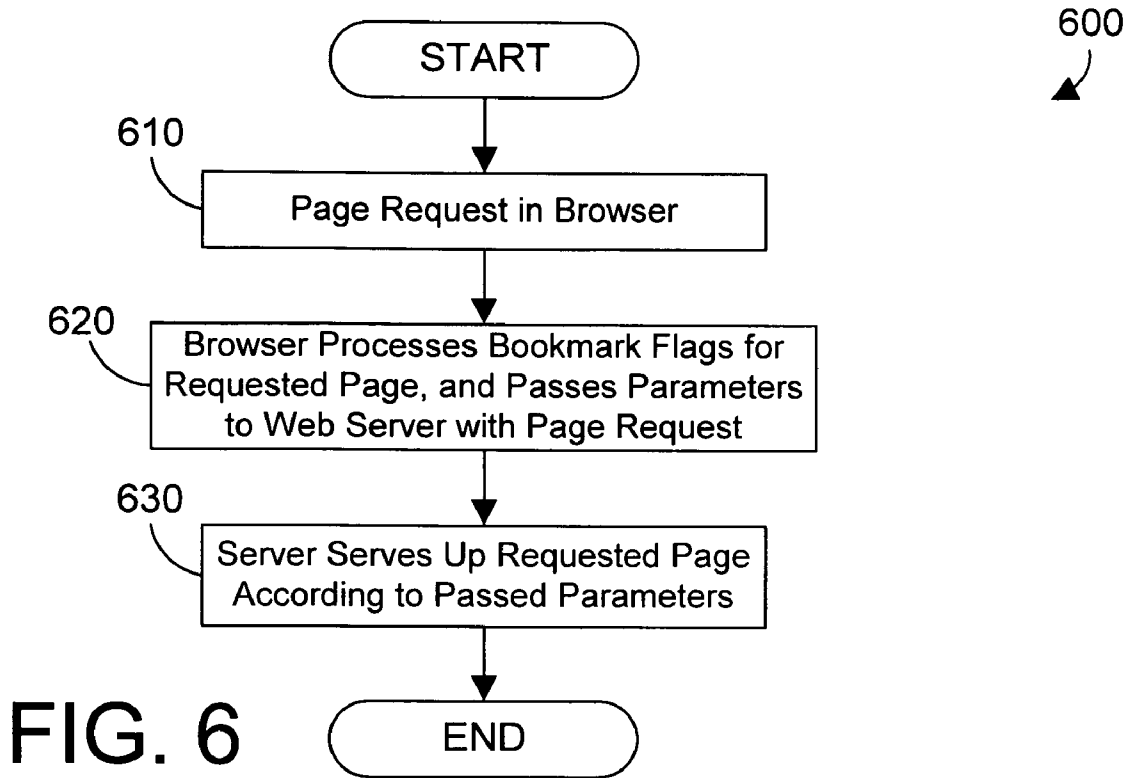 600
START
610
Page Request in Browser
620
Browser Processes Bookmark Flags for
Requested Page, and Passes Parameters
to Web Server with Page Request
630
Server Serves Up Requested Page
According to Passed Parameters
END
FIG. 6